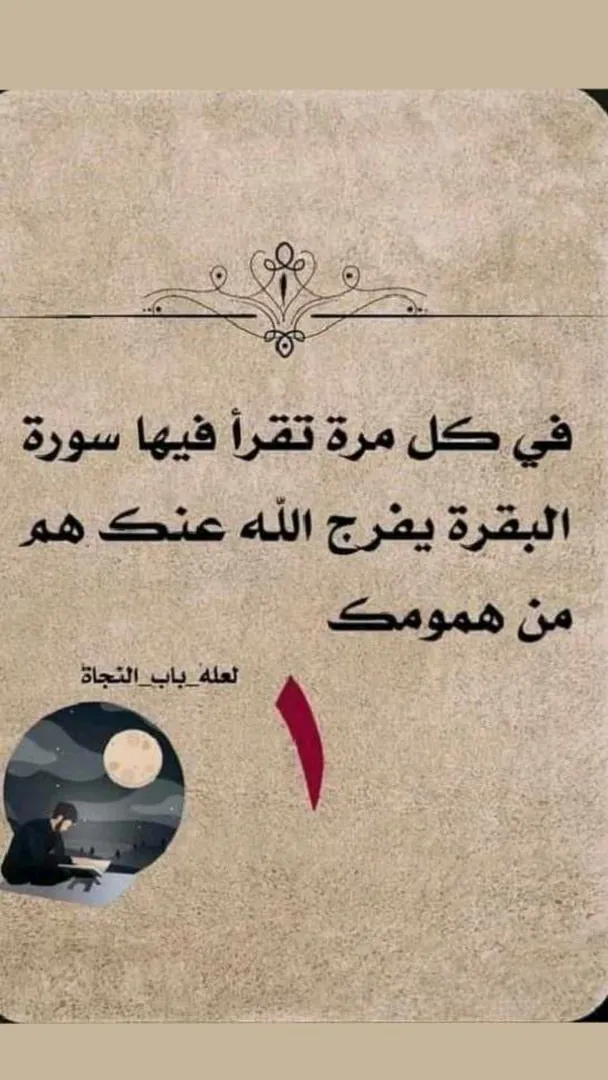 في كل مرة تقرأ فيها سورة
البقرة يفرج الله عنك هم
من همومك
لعله_باب_النجاة
١